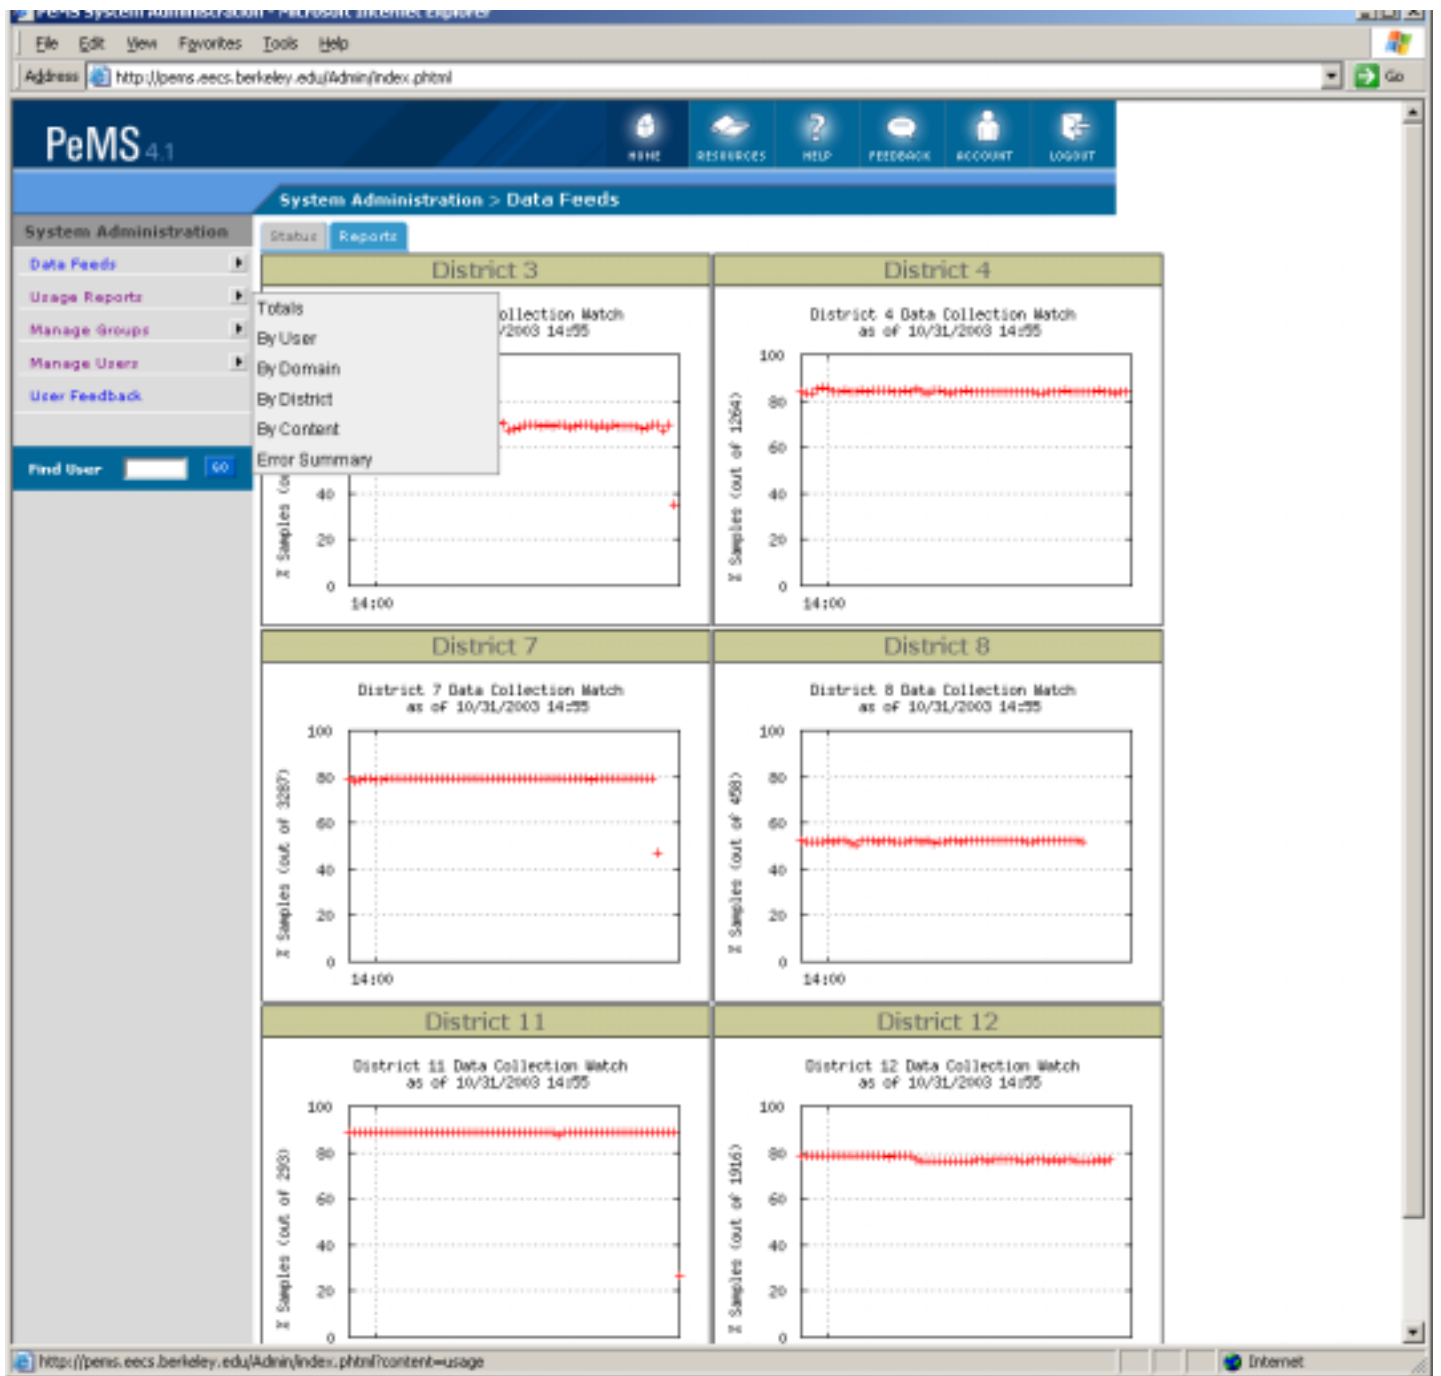 PeMS System Administration - Microsoft Internet Explorer
File Edit View Favorites Tools Help
Address http://pems.eecs.berkeley.edu/Admin/index.phtml Go
PeMS 4.1
HOME RESOURCES HELP FEEDBACK ACCOUNT LOGOUT
System Administration > Data Feeds
System Administration
Status Reports
Data Feeds
Usage Reports
Manage Groups
Manage Users
User Feedback
Find User GO
Totals
By User
By Domain
By District
By Content
Error Summary
District 3
ollection Watch
/2003 14:55
40
20
0
14:00
% Samples (ou
District 4
District 4 Data Collection Watch
as of 10/31/2003 14:55
100
80
60
40
20
0
14:00
% Samples (out of 1264)
District 7
District 7 Data Collection Watch
as of 10/31/2003 14:55
100
80
60
40
20
0
14:00
% Samples (out of 3287)
District 8
District 8 Data Collection Watch
as of 10/31/2003 14:55
100
80
60
40
20
0
14:00
% Samples (out of 458)
District 11
District 11 Data Collection Watch
as of 10/31/2003 14:55
100
80
60
40
20
0
% Samples (out of 293)
District 12
District 12 Data Collection Watch
as of 10/31/2003 14:55
100
80
60
40
20
0
% Samples (out of 1916)
http://pems.eecs.berkeley.edu/Admin/index.phtml?content=usage Internet